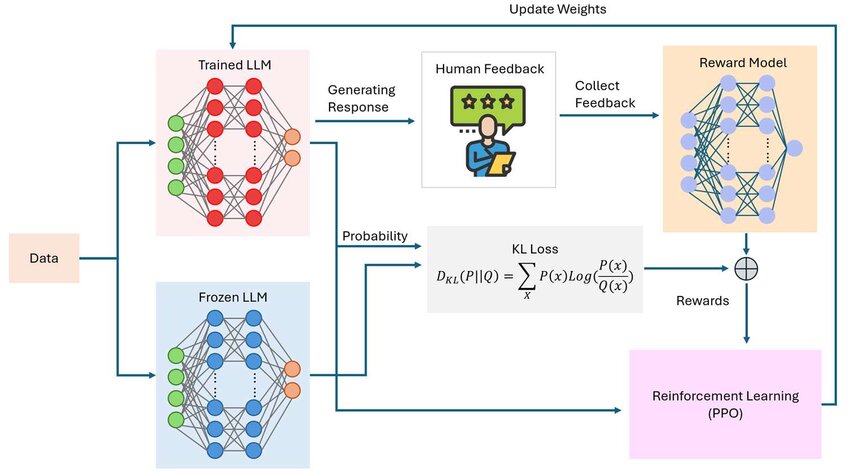 Update Weights
Trained LLM
Generating
Response
Human Feedback
Collect
Feedback
Reward Model
Data
Probability
KL Loss
D_{KL}(P||Q) = \sum_{X} P(x)Log(\frac{P(x)}{Q(x)})
Rewards
Frozen LLM
Reinforcement Learning
(PPO)